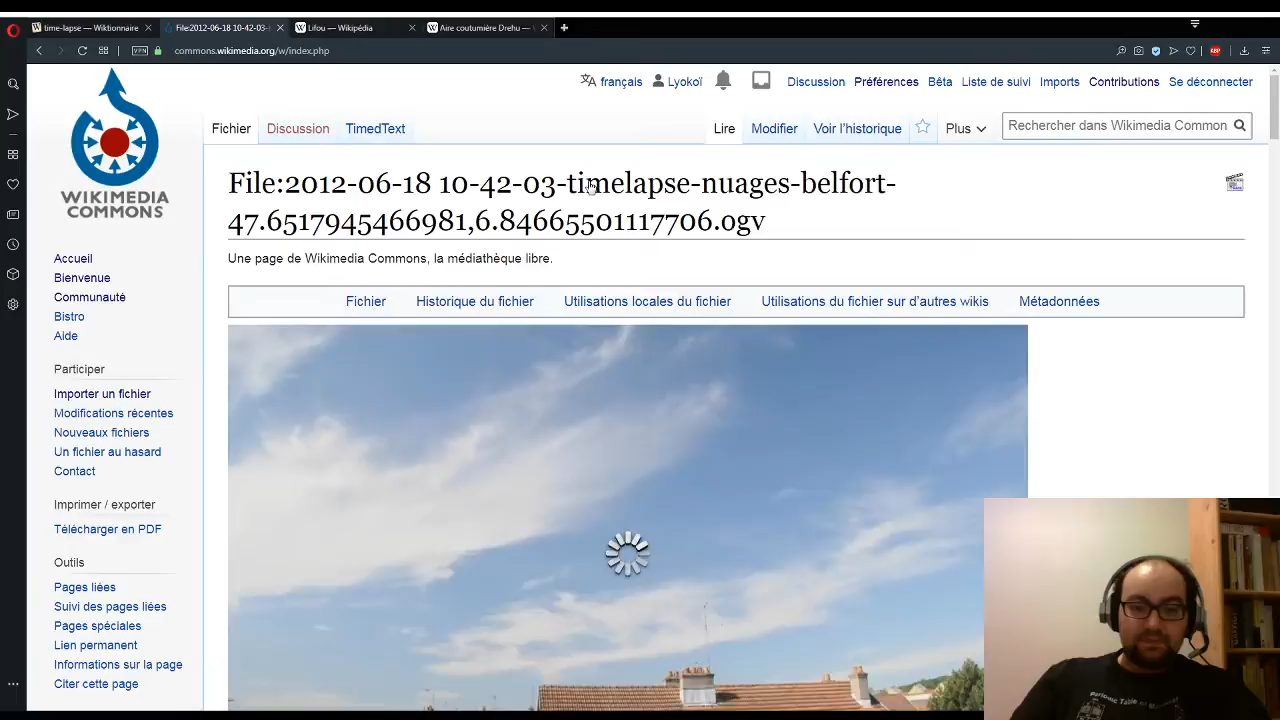 time-lapse — Wiktionnaire
File:2012-06-18 10-42-03-
Lifou — Wikipédia
Aire coutumière Drehu —
VPN
commons.wikimedia.org/w/index.php
ABP
français
Lyokoï
Discussion
Préférences
Bêta
Liste de suivi
Imports
Contributions
Se déconnecter
Fichier
Discussion
TimedText
Lire
Modifier
Voir l’historique
Plus
Rechercher dans Wikimedia Common
WIKIMEDIA
COMMONS
File:2012-06-18 10-42-03-timelapse-nuages-belfort-
47.6517945466981,6.84665501117706.ogv
Une page de Wikimedia Commons, la médiathèque libre.
Fichier
Historique du fichier
Utilisations locales du fichier
Utilisations du fichier sur d’autres wikis
Métadonnées
Accueil
Bienvenue
Communauté
Bistro
Aide
Participer
Importer un fichier
Modifications récentes
Nouveaux fichiers
Un fichier au hasard
Contact
Imprimer / exporter
Télécharger en PDF
Outils
Pages liées
Suivi des pages liées
Pages spéciales
Lien permanent
Informations sur la page
Citer cette page
Periodic Table of